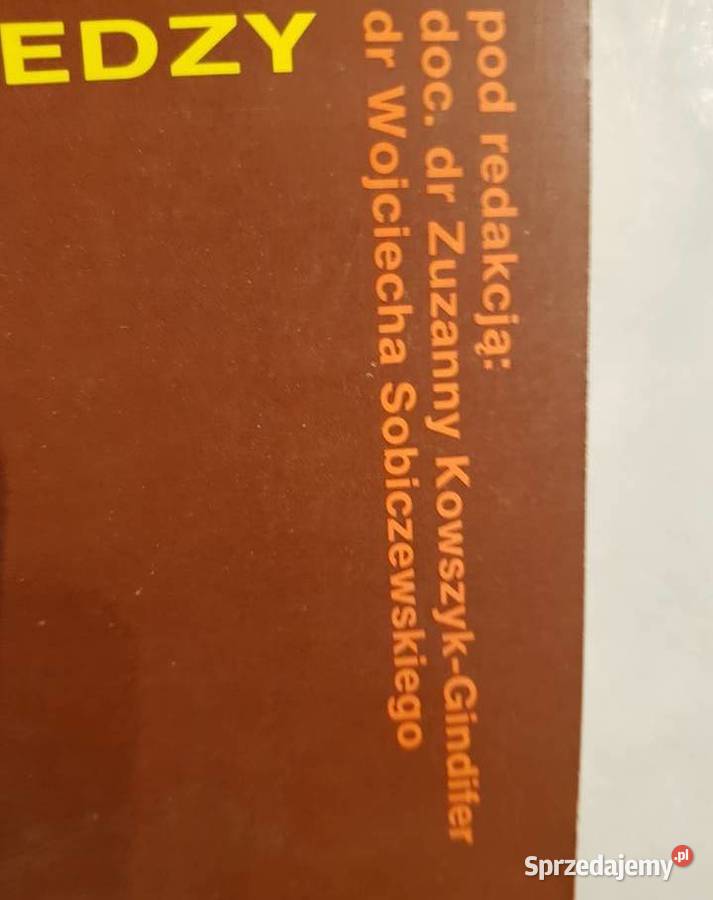 EDZY
pod redakcją:
doc. dr Zuzanny Kowszyk-Gindifer
dr Wojciecha Sobiczewskiego
Sprzedajemy.pl